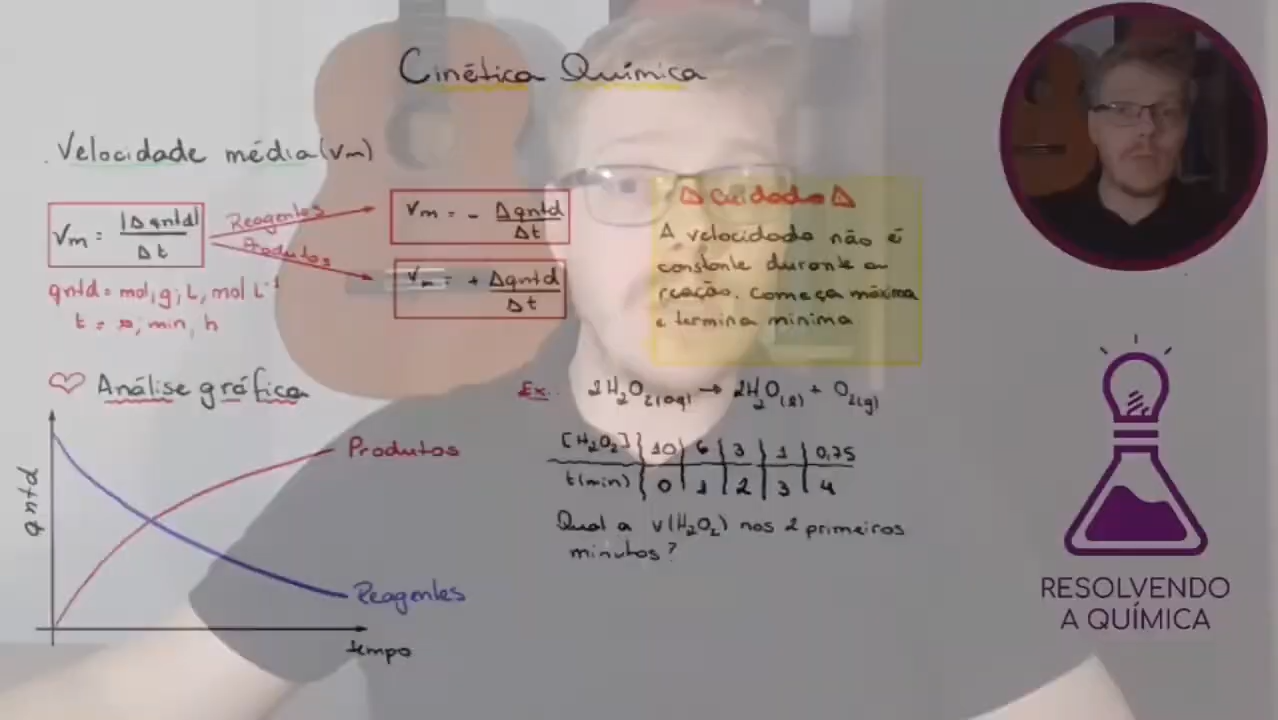 Cinética Química
. Velocidade média (Vm)
Vm = |Δqntd| / Δt
Reagentes
Produtos
Vm = - Δqntd / Δt
Vm = + Δqntd / Δt
qntd = mol, g, L, mol L⁻¹
t = s, min, h
⚠ Cuidado ⚠
A velocidade não é
constante durante a
reação. Começa máxima
e termina mínima
♡ Análise gráfica
qntd
Produtos
Reagentes
tempo
Ex.: 2H₂O₂(aq) → 2H₂O(l) + O₂(g)
[H₂O₂] 10 6 3 1 0,75
t(min) 0 1 2 3 4
Qual a v(H₂O₂) nos 2 primeiros
minutos?
RESOLVENDO
A QUÍMICA